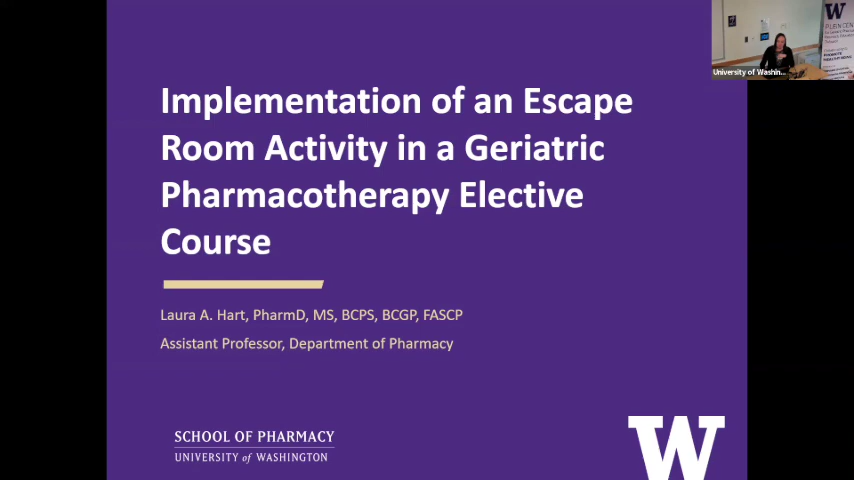 Implementation of an Escape
Room Activity in a Geriatric
Pharmacotherapy Elective
Course
Laura A. Hart, PharmD, MS, BCPS, BCGP, FASCP
Assistant Professor, Department of Pharmacy
SCHOOL OF PHARMACY
UNIVERSITY of WASHINGTON
W
University of Washin...
W